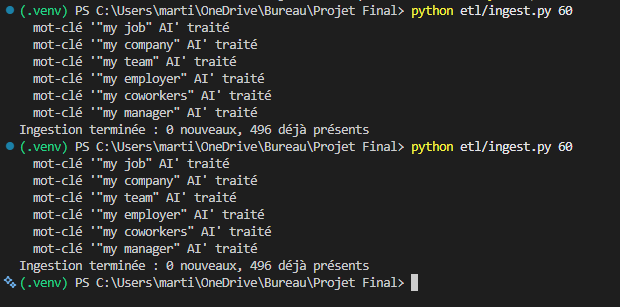 (.venv) PS C:\Users\marti\OneDrive\Bureau\Projet Final> python etl/ingest.py 60
mot-clé '"my job" AI' traité
mot-clé '"my company" AI' traité
mot-clé '"my team" AI' traité
mot-clé '"my employer" AI' traité
mot-clé '"my coworkers" AI' traité
mot-clé '"my manager" AI' traité
Ingestion terminée : 0 nouveaux, 496 déjà présents
(.venv) PS C:\Users\marti\OneDrive\Bureau\Projet Final> python etl/ingest.py 60
mot-clé '"my job" AI' traité
mot-clé '"my company" AI' traité
mot-clé '"my team" AI' traité
mot-clé '"my employer" AI' traité
mot-clé '"my coworkers" AI' traité
mot-clé '"my manager" AI' traité
Ingestion terminée : 0 nouveaux, 496 déjà présents
(.venv) PS C:\Users\marti\OneDrive\Bureau\Projet Final>